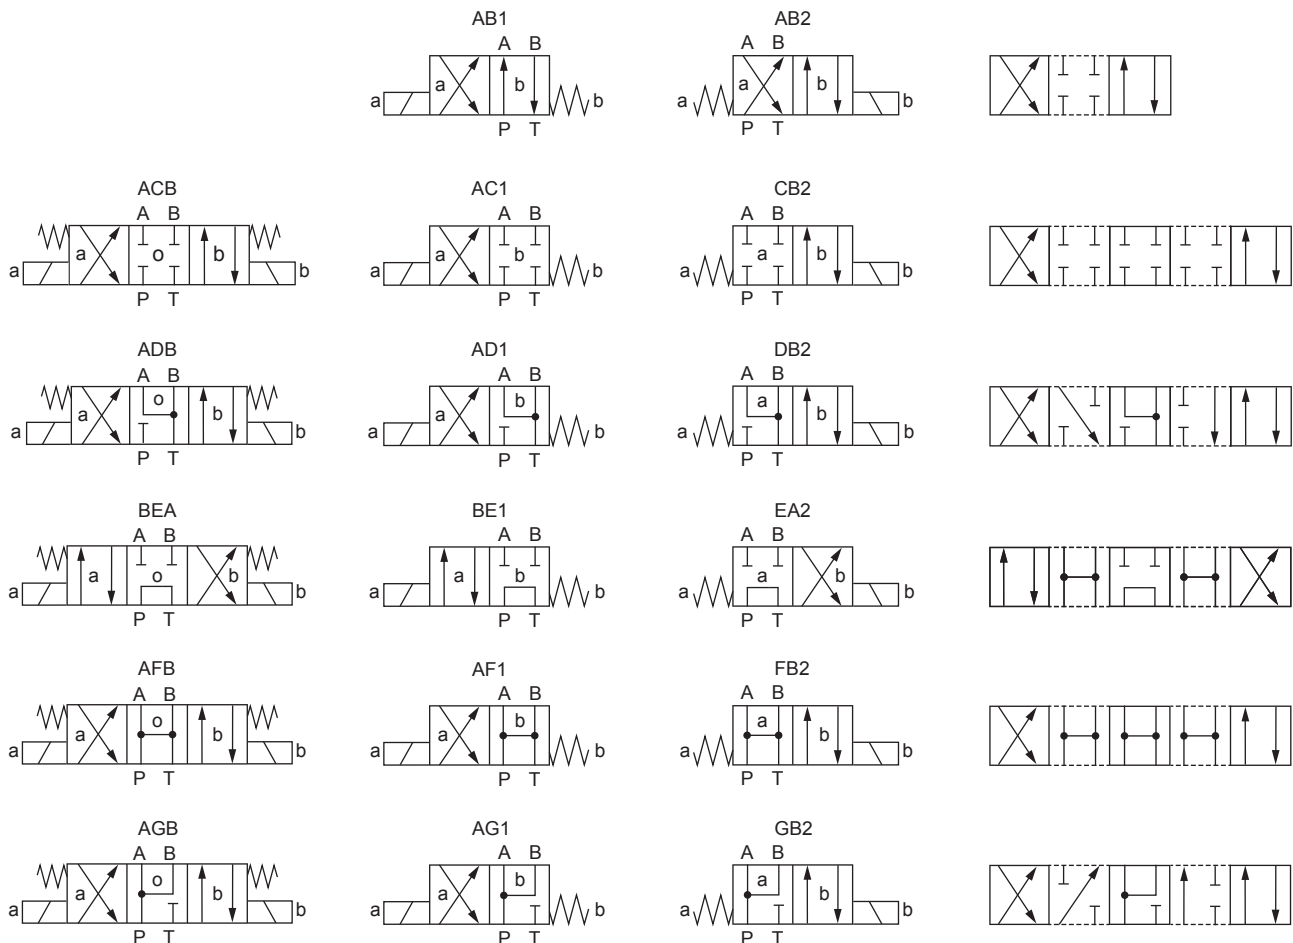 AB1 AB2
A B A B
a a b b a a b b
P T P T
ACB AC1 CB2
A B A B A B
a a o b b a a b b a a b b
P T P T P T
ADB AD1 DB2
A B A B A B
a a o b b a a b b a a b b
P T P T P T
BEA BE1 EA2
A B A B A B
a a o b b a a b b a a b b
P T P T P T
AFB AF1 FB2
A B A B A B
a a o b b a a b b a a b b
P T P T P T
AGB AG1 GB2
A B A B A B
a a o b b a a b b a a b b
P T P T P T